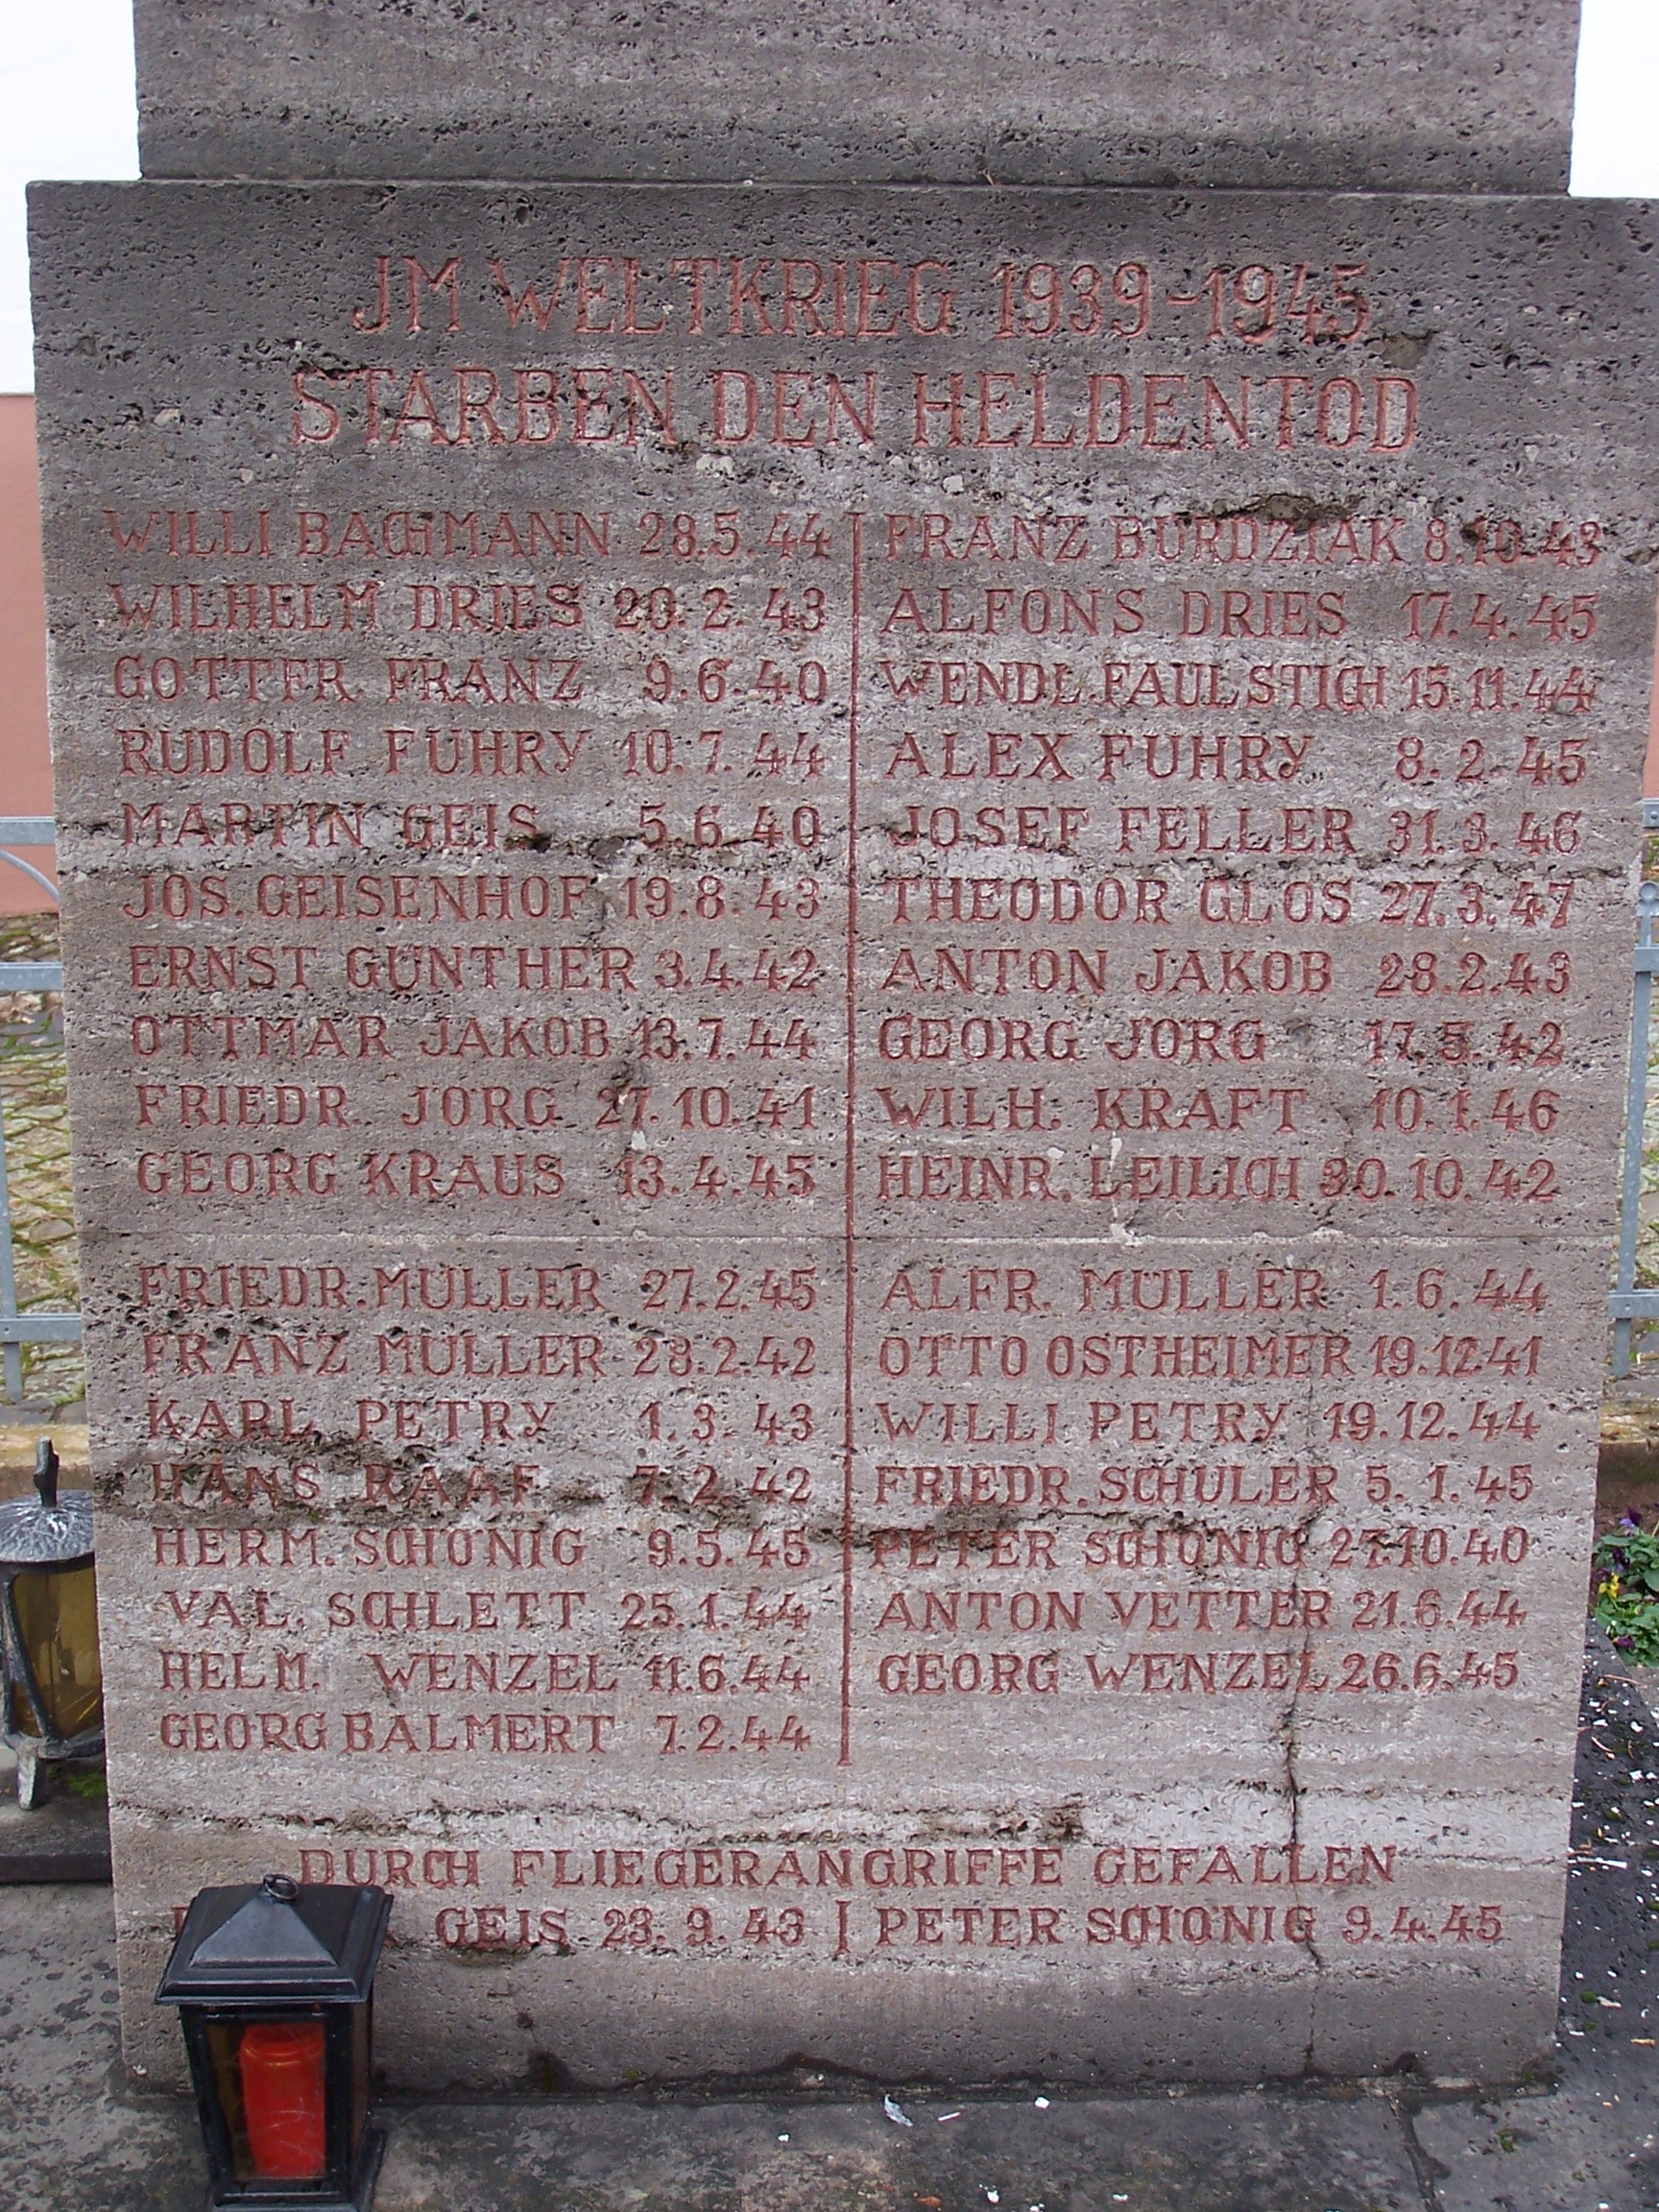 JM WELTKRIEG 1939-1945
STARBEN DEN HELDENTOD
WILLI BACHMANN 28.5.44
WILHELM DRIES 20.2.43
GOTTFR. FRANZ 9.6.40
RUDOLF FUHRY 10.7.44
MARTIN GEIS 5.6.40
JOS. GEISENHOF 19.8.43
ERNST GÜNTHER 3.4.42
OTTMAR JAKOB 13.7.44
FRIEDR. JÖRG 27.10.41
GEORG KRAUS 13.4.45
FRIEDR. MÜLLER 27.2.45
FRANZ MÜLLER 28.2.42
KARL PETRY 1.3.43
HANS RAAF 7.2.42
HERM. SCHÖNIG 9.5.45
VAL. SCHLETT 25.1.44
HELM. WENZEL 11.6.44
GEORG BALMERT 7.2.44
FRANZ BURDZIAK 8.10.43
ALFONS DRIES 17.4.45
WENDL. FAULSTICH 15.11.44
ALEX FUHRY 8.2.45
JOSEF FELLER 31.3.46
THEODOR GLOS 27.3.47
ANTON JAKOB 28.2.43
GEORG JÖRG 17.5.42
WILH. KRAFT 10.1.46
HEINR. LEILICH 30.10.42
ALFR. MÜLLER 1.6.44
OTTO OSTHEIMER 19.12.41
WILLI PETRY 19.12.44
FRIEDR. SCHULER 5.1.45
PETER SCHÖNIG 27.10.40
ANTON VETTER 21.6.44
GEORG WENZEL 26.6.45
DURCH FLIEGERANGRIFFE GEFALLEN
GEIS 23.9.43 | PETER SCHÖNIG 9.4.45